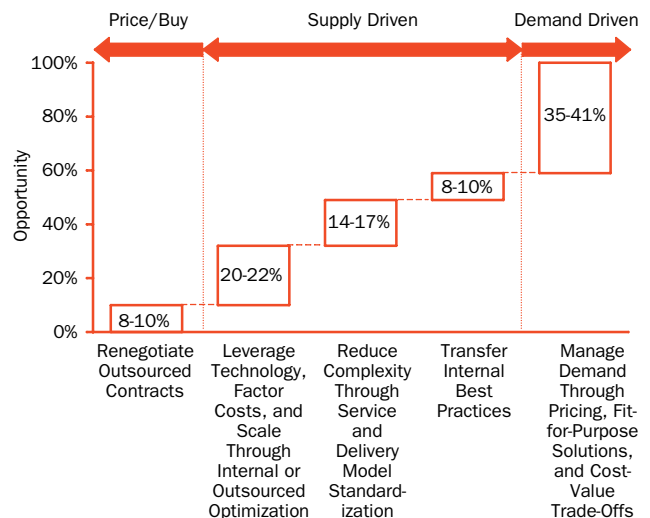 Price/Buy
Supply Driven
Demand Driven
Opportunity
100%
80%
60%
40%
20%
0%
8-10%
20-22%
14-17%
8-10%
35-41%
Renegotiate
Outsourced
Contracts
Leverage
Technology,
Factor
Costs, and
Scale
Through
Internal or
Outsourced
Optimization
Reduce
Complexity
Through
Service
and
Delivery
Model
Standard-
ization
Transfer
Internal
Best
Practices
Manage
Demand
Through
Pricing, Fit-
for-Purpose
Solutions,
and Cost-
Value
Trade-Offs